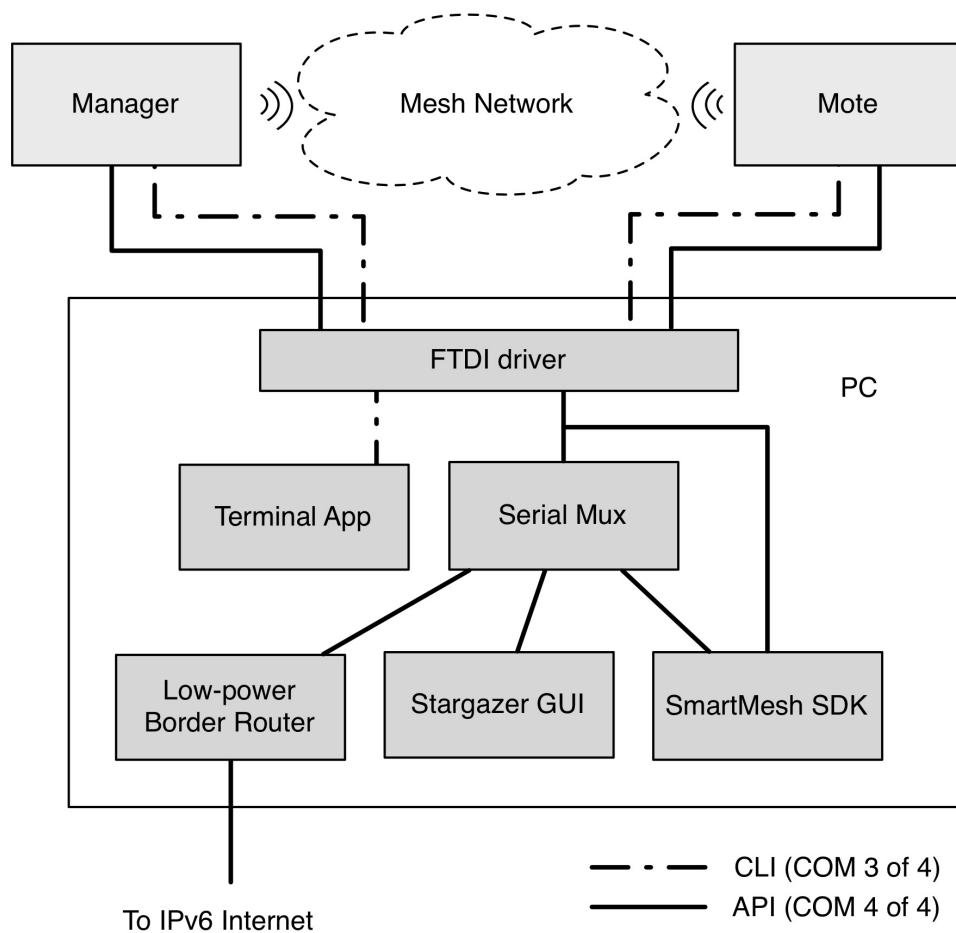 Manager
Mesh Network
Mote
FTDI driver
PC
Terminal App
Serial Mux
Low-power
Border Router
Stargazer GUI
SmartMesh SDK
CLI (COM 3 of 4)
API (COM 4 of 4)
To IPv6 Internet